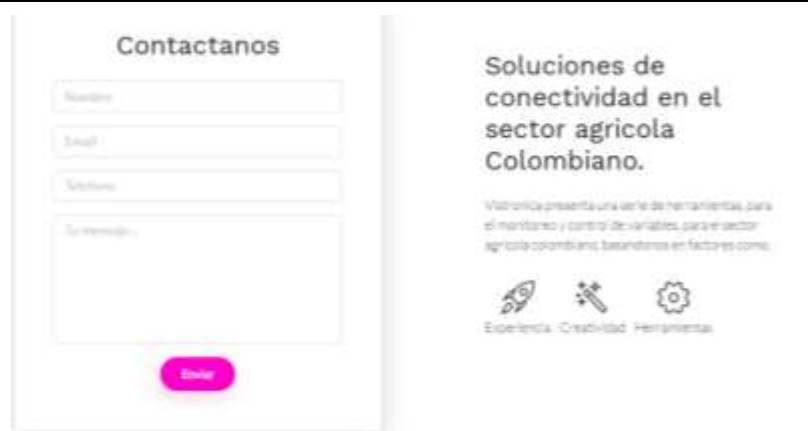 Contactanos
Nombre
Email
Telefono
Tu mensaje...
Enviar
Soluciones de
conectividad en el
sector agricola
Colombiano.
Vistronica presenta una serie de herramientas, para
el monitoreo y control de variables, para el sector
agricola colombiano, basandonos en factores como.
Experiencia Creatividad Herramientas